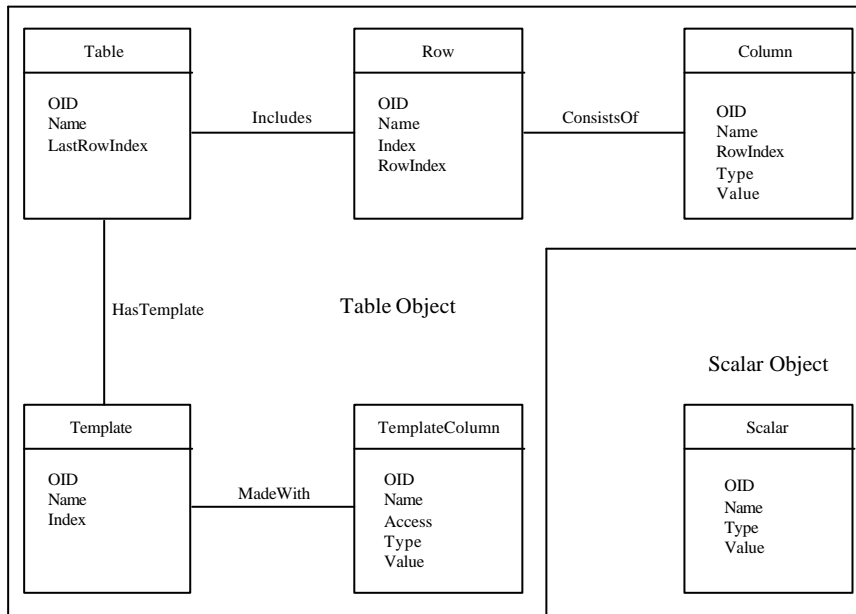 Table
OID
Name
LastRowIndex
Includes
Row
OID
Name
Index
RowIndex
ConsistsOf
Column
OID
Name
RowIndex
Type
Value
HasTemplate
Table Object
Scalar Object
Template
OID
Name
Index
MadeWith
TemplateColumn
OID
Name
Access
Type
Value
Scalar
OID
Name
Type
Value